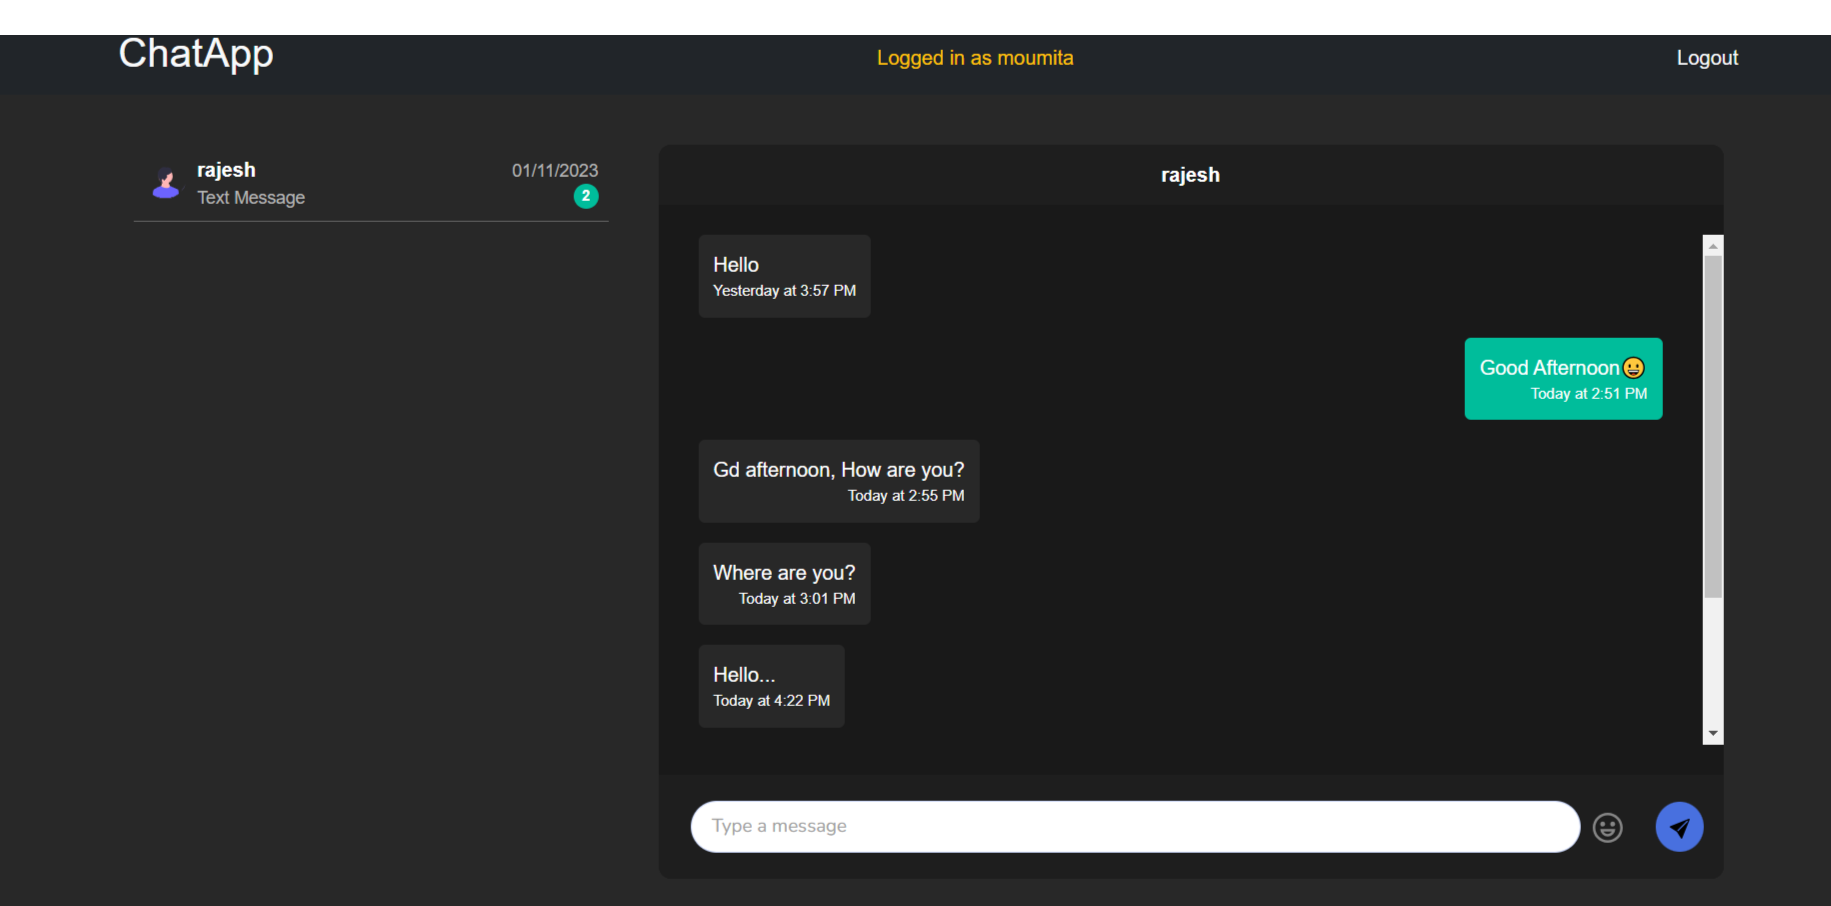 ChatApp
Logged in as moumita
Logout
rajesh
01/11/2023
Text Message
2
rajesh
Hello
Yesterday at 3:57 PM
Good Afternoon😀
Today at 2:51 PM
Gd afternoon, How are you?
Today at 2:55 PM
Where are you?
Today at 3:01 PM
Hello...
Today at 4:22 PM
Type a message